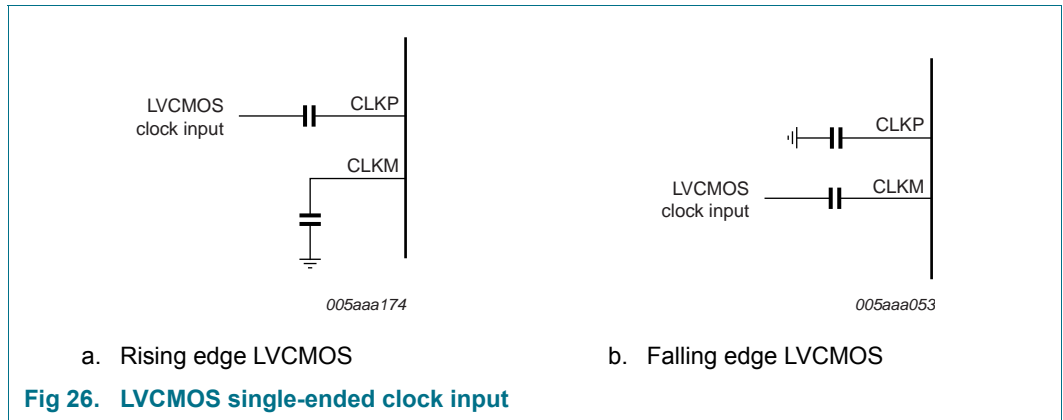 LVCMOS
clock input
CLKP
CLKM
005aaa174
a. Rising edge LVCMOS
CLKP
LVCMOS
clock input
CLKM
005aaa053
b. Falling edge LVCMOS
Fig 26. LVCMOS single-ended clock input